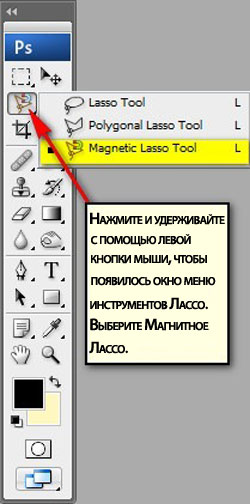 Ps
Lasso Tool L
Polygonal Lasso Tool L
Magnetic Lasso Tool L
T
Нажмите и удерживайте
с помощью левой
кнопки мыши, чтобы
появилось окно меню
инструментов Лассо.
Выберите Магнитное
Лассо.